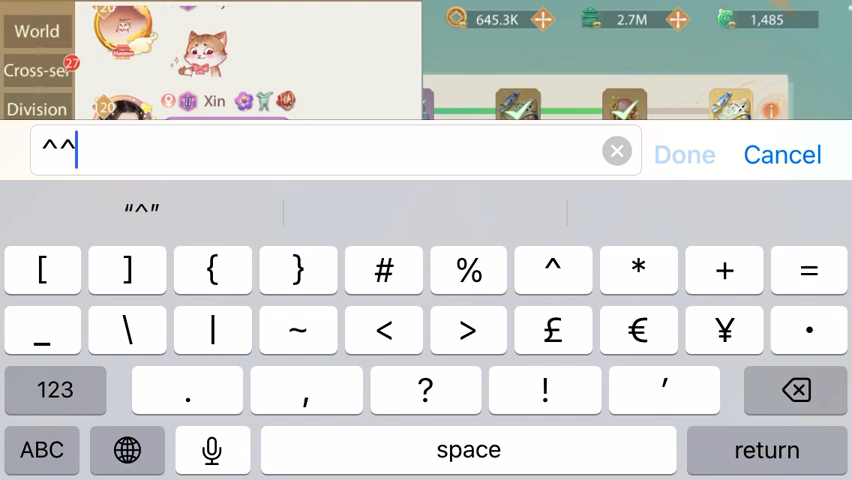 World
20
645.3K
2.7M
1,485
27
Cross-se
20
Xin
Division
^^
Done
Cancel
“^”
[ ] { } # % ^ * + =
_ \ | ~ < > £ € ¥ •
123 . , ? ! ’
ABC space return